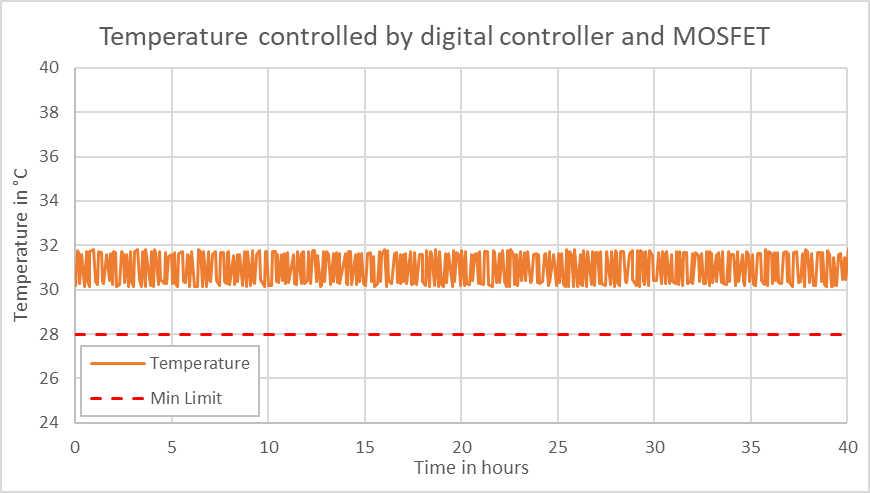 Temperature controlled by digital controller and MOSFET
40
38
36
34
32
30
28
26
24
Temperature in °C
Temperature
Min Limit
0 5 10 15 20 25 30 35 40
Time in hours